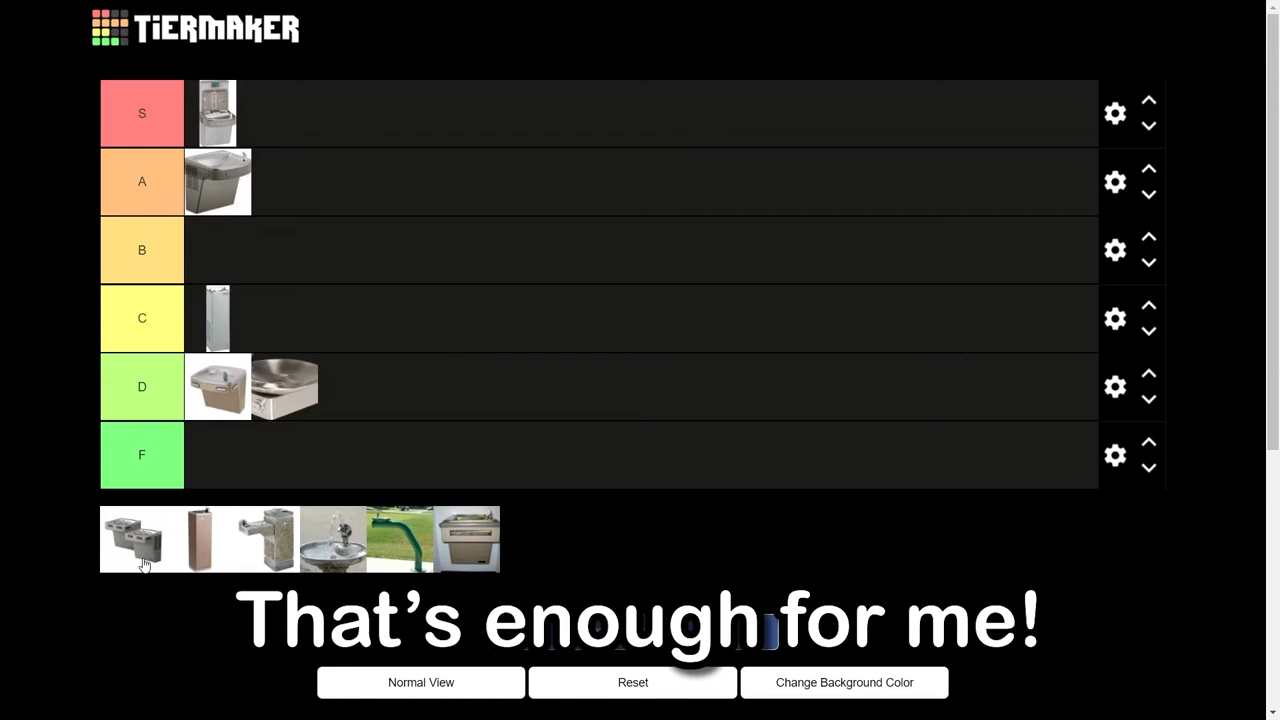 TiERMAKER
S
A
B
C
D
F
That's enough for me!
Normal View
Reset
Change Background Color